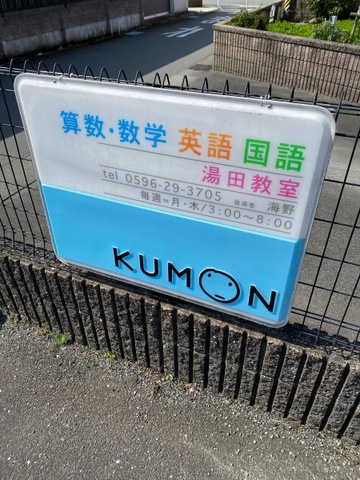 算数・数学 英語 国語
湯田教室
tel 0596-29-3705 指導者 海野
毎週=月・木/3:00〜8:00
KUMON